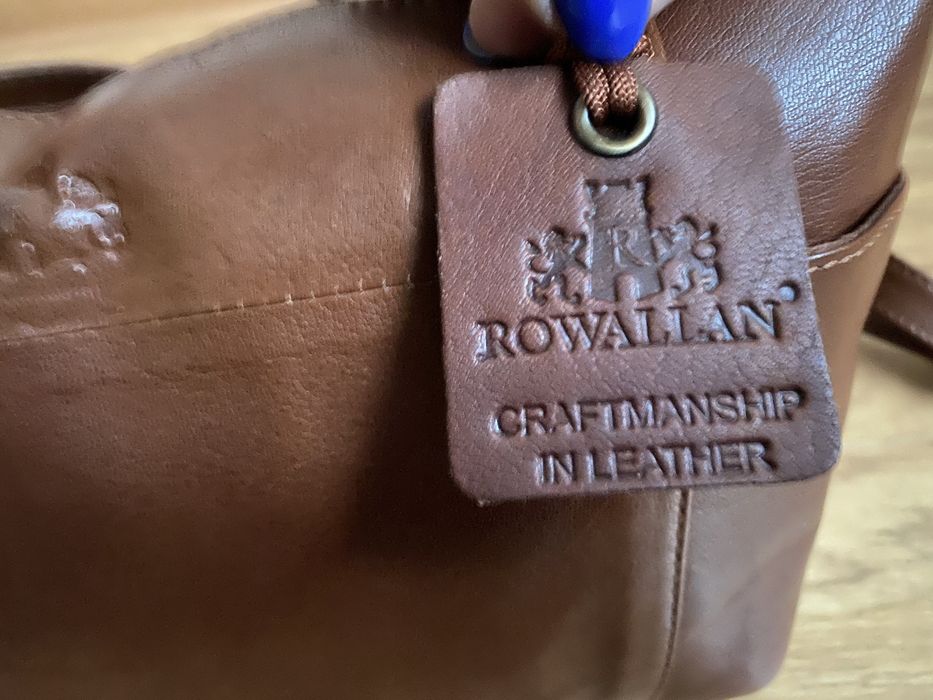 R
ROWALLAN
CRAFTMANSHIP
IN LEATHER